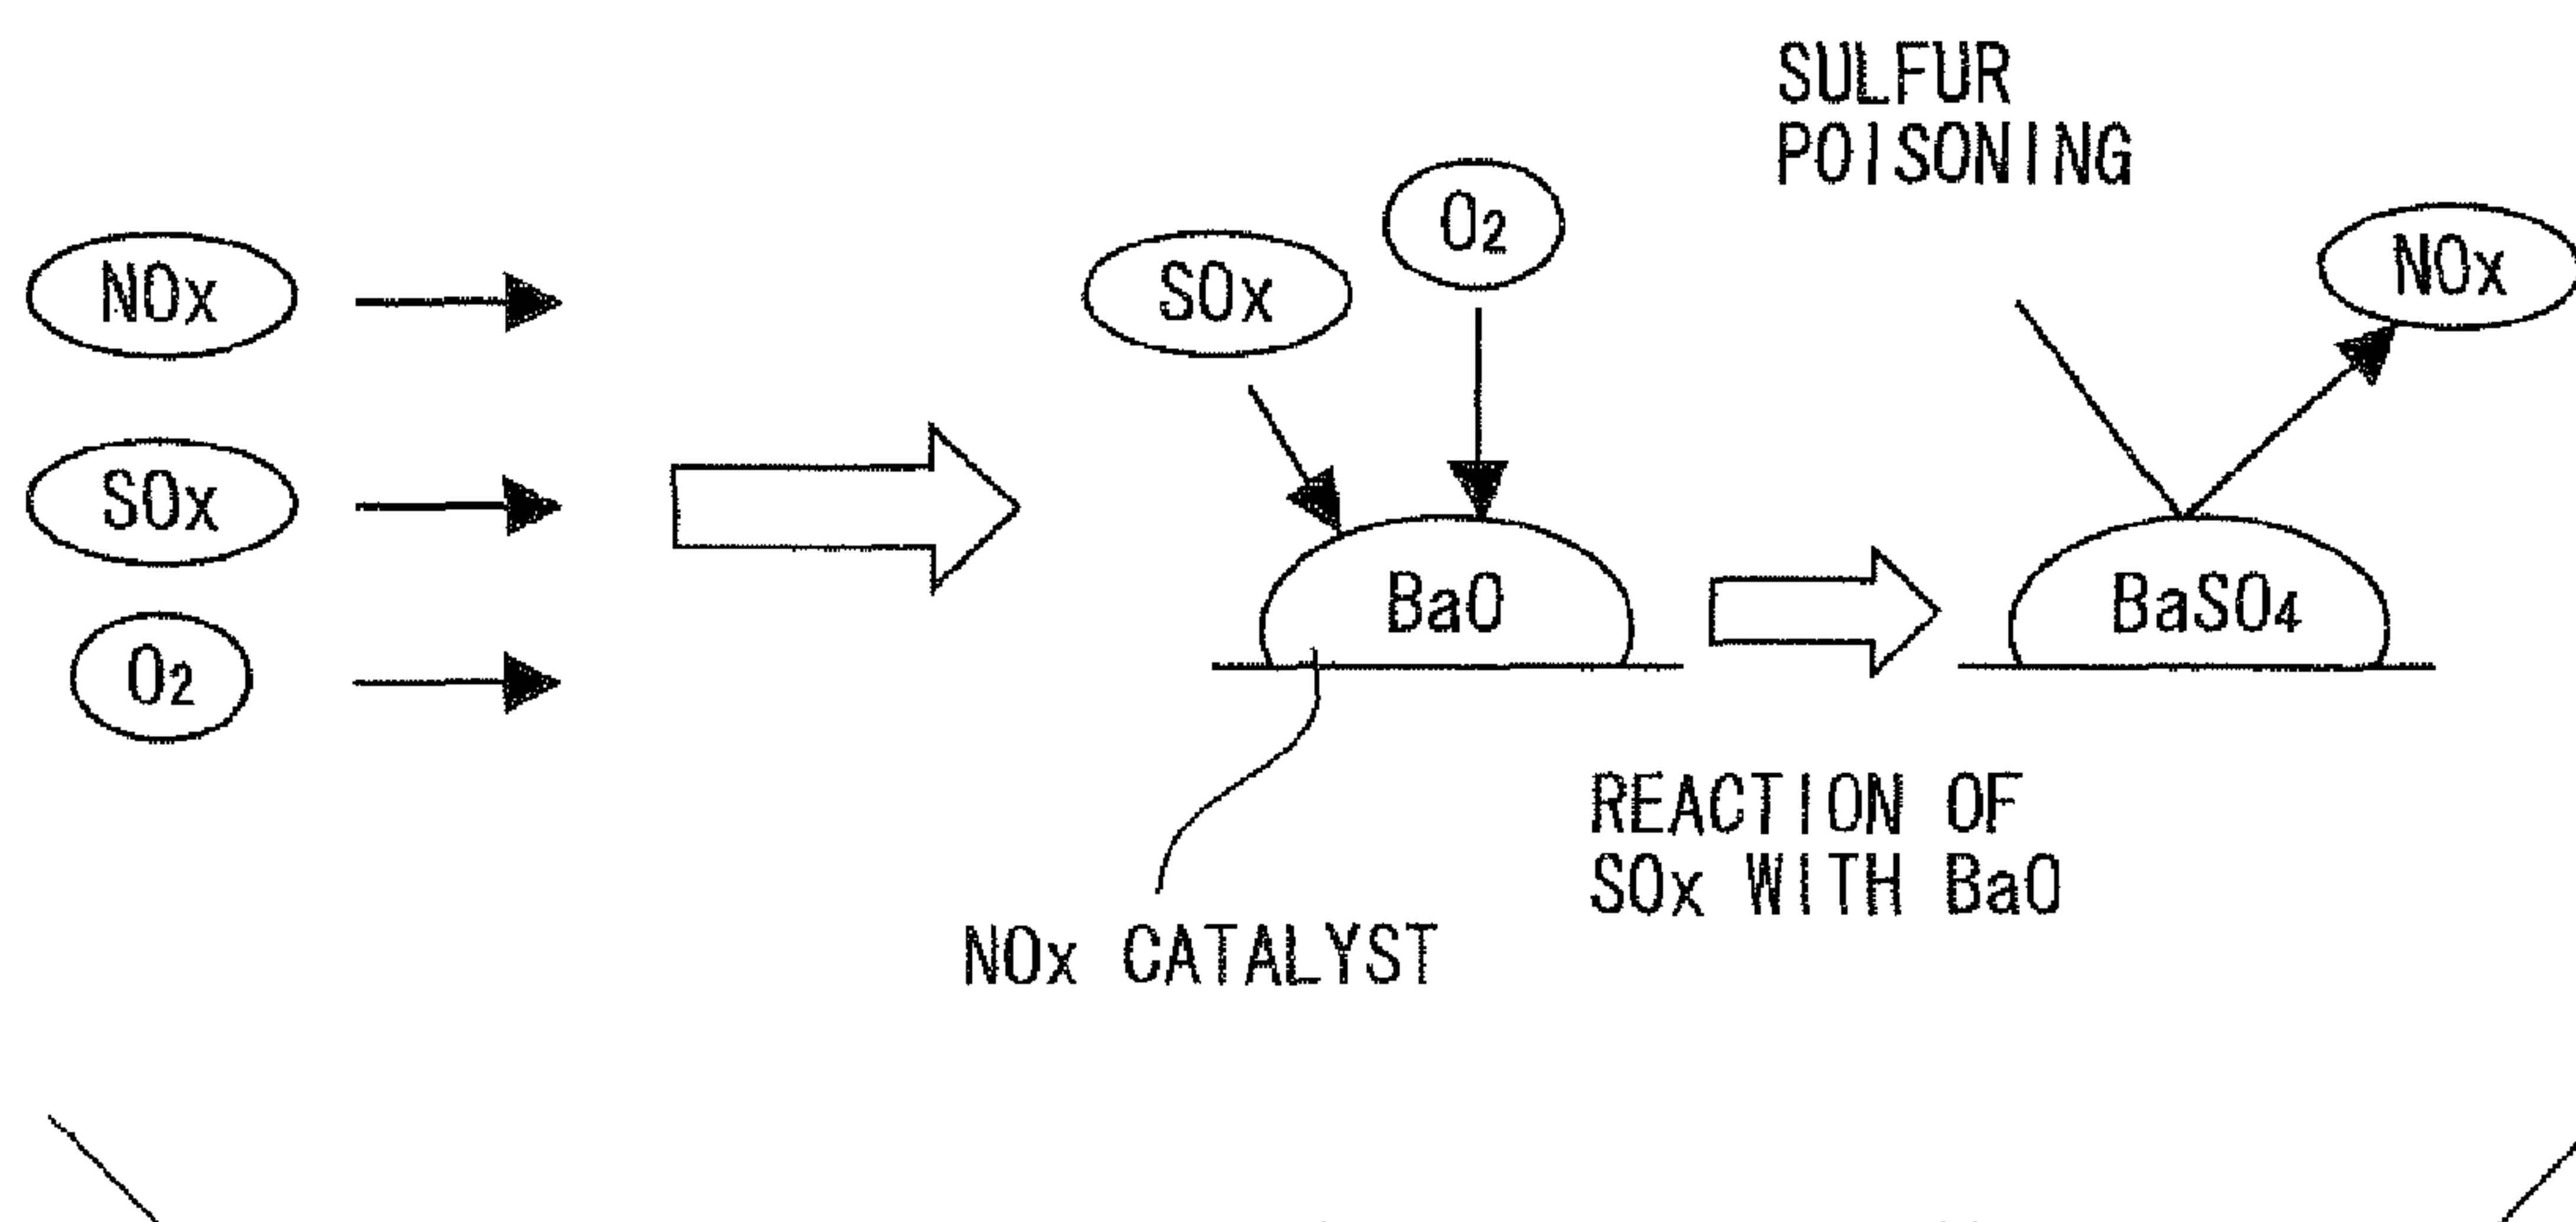 SULFUR
POISONING
NOx
SOx
O2
SOx
O2
NOx
BaO
BaSO4
REACTION OF
SOx WITH BaO
NOx CATALYST